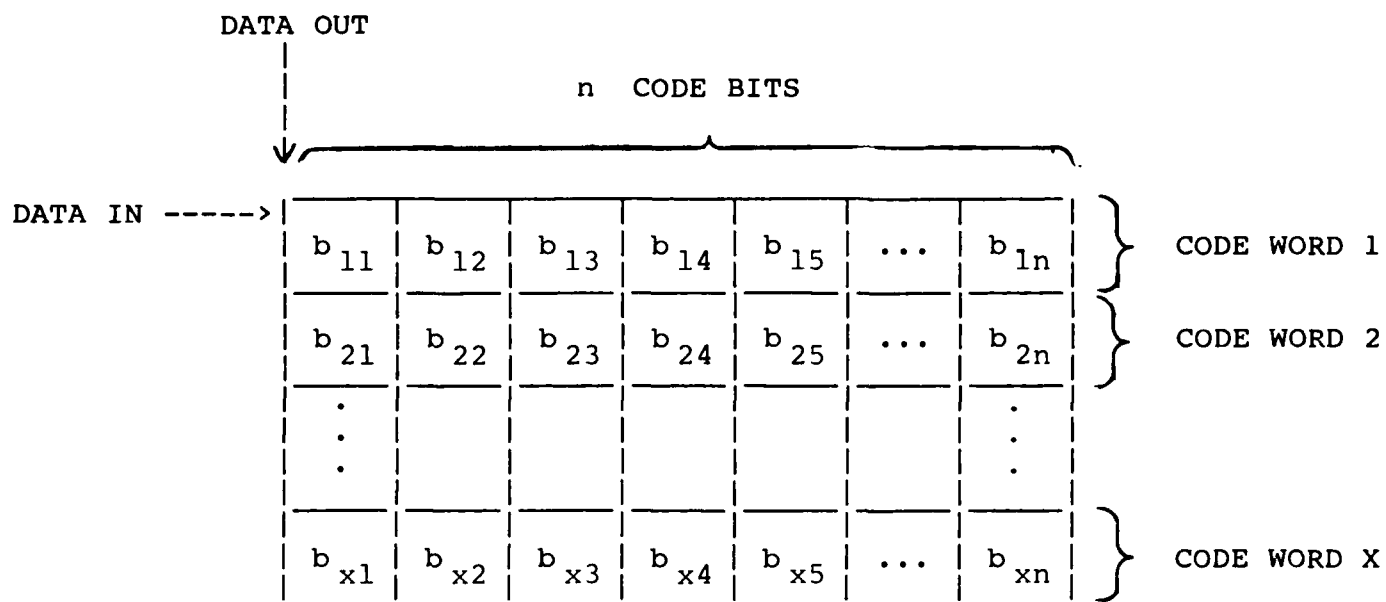 DATA OUT
n CODE BITS
DATA IN ----->
b11 b12 b13 b14 b15 ... b1n CODE WORD 1
b21 b22 b23 b24 b25 ... b2n CODE WORD 2
bx1 bx2 bx3 bx4 bx5 ... bxn CODE WORD X